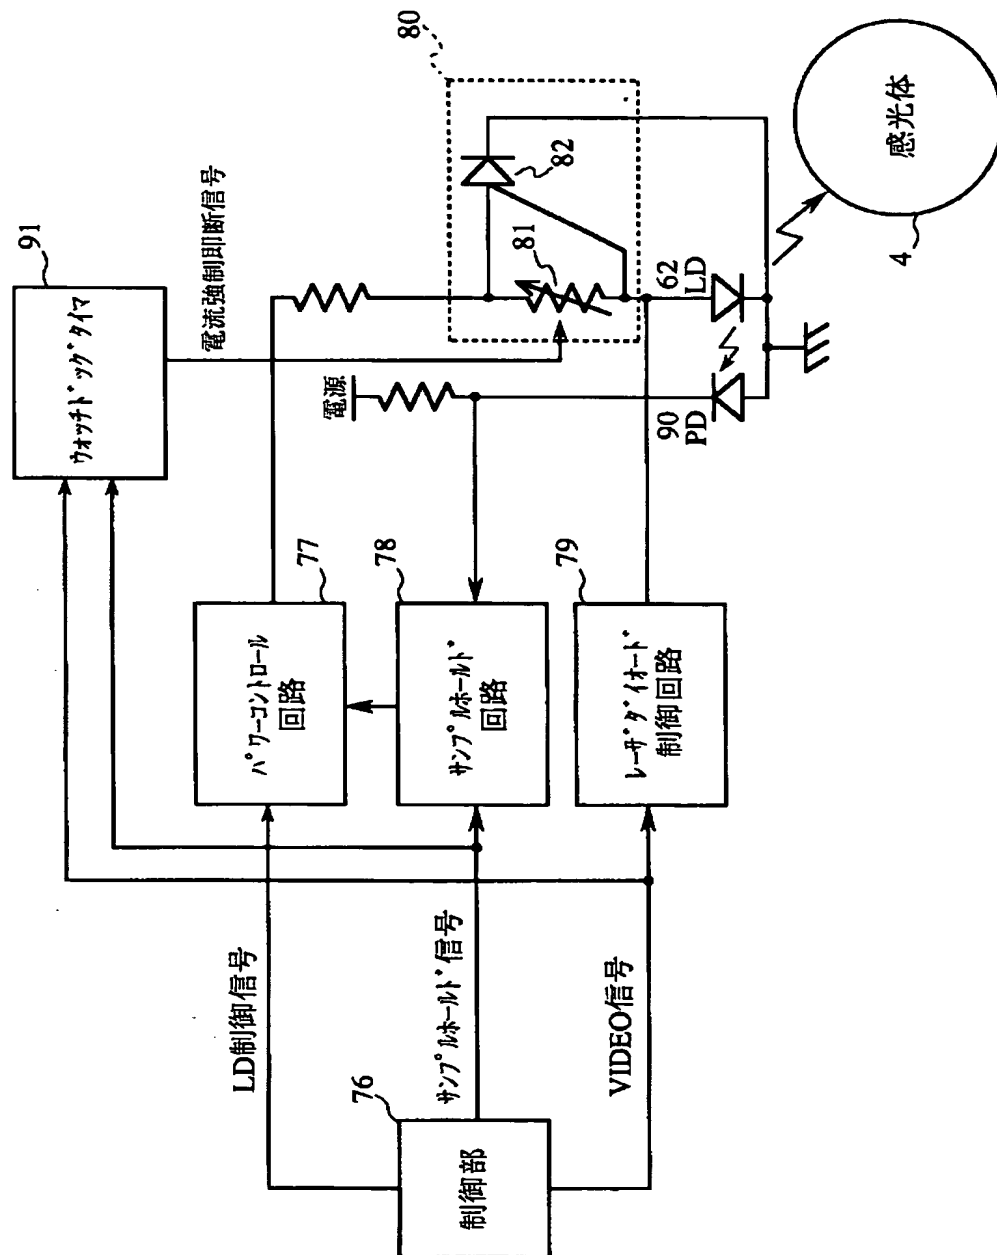 91
ｳｫｯﾁﾄﾞｯｸﾞﾀｲﾏ
電流強制即断信号
LD制御信号
77
ﾊﾟﾜｰｺﾝﾄﾛｰﾙ
回路
電源
76
制御部
ｻﾝﾌﾟﾙﾎｰﾙﾄﾞ信号
78
ｻﾝﾌﾟﾙﾎｰﾙﾄﾞ
回路
80
82
81
VIDEO信号
79
ﾚｰｻﾞﾀﾞｲｵｰﾄﾞ
制御回路
90
PD
62
LD
感光体
4